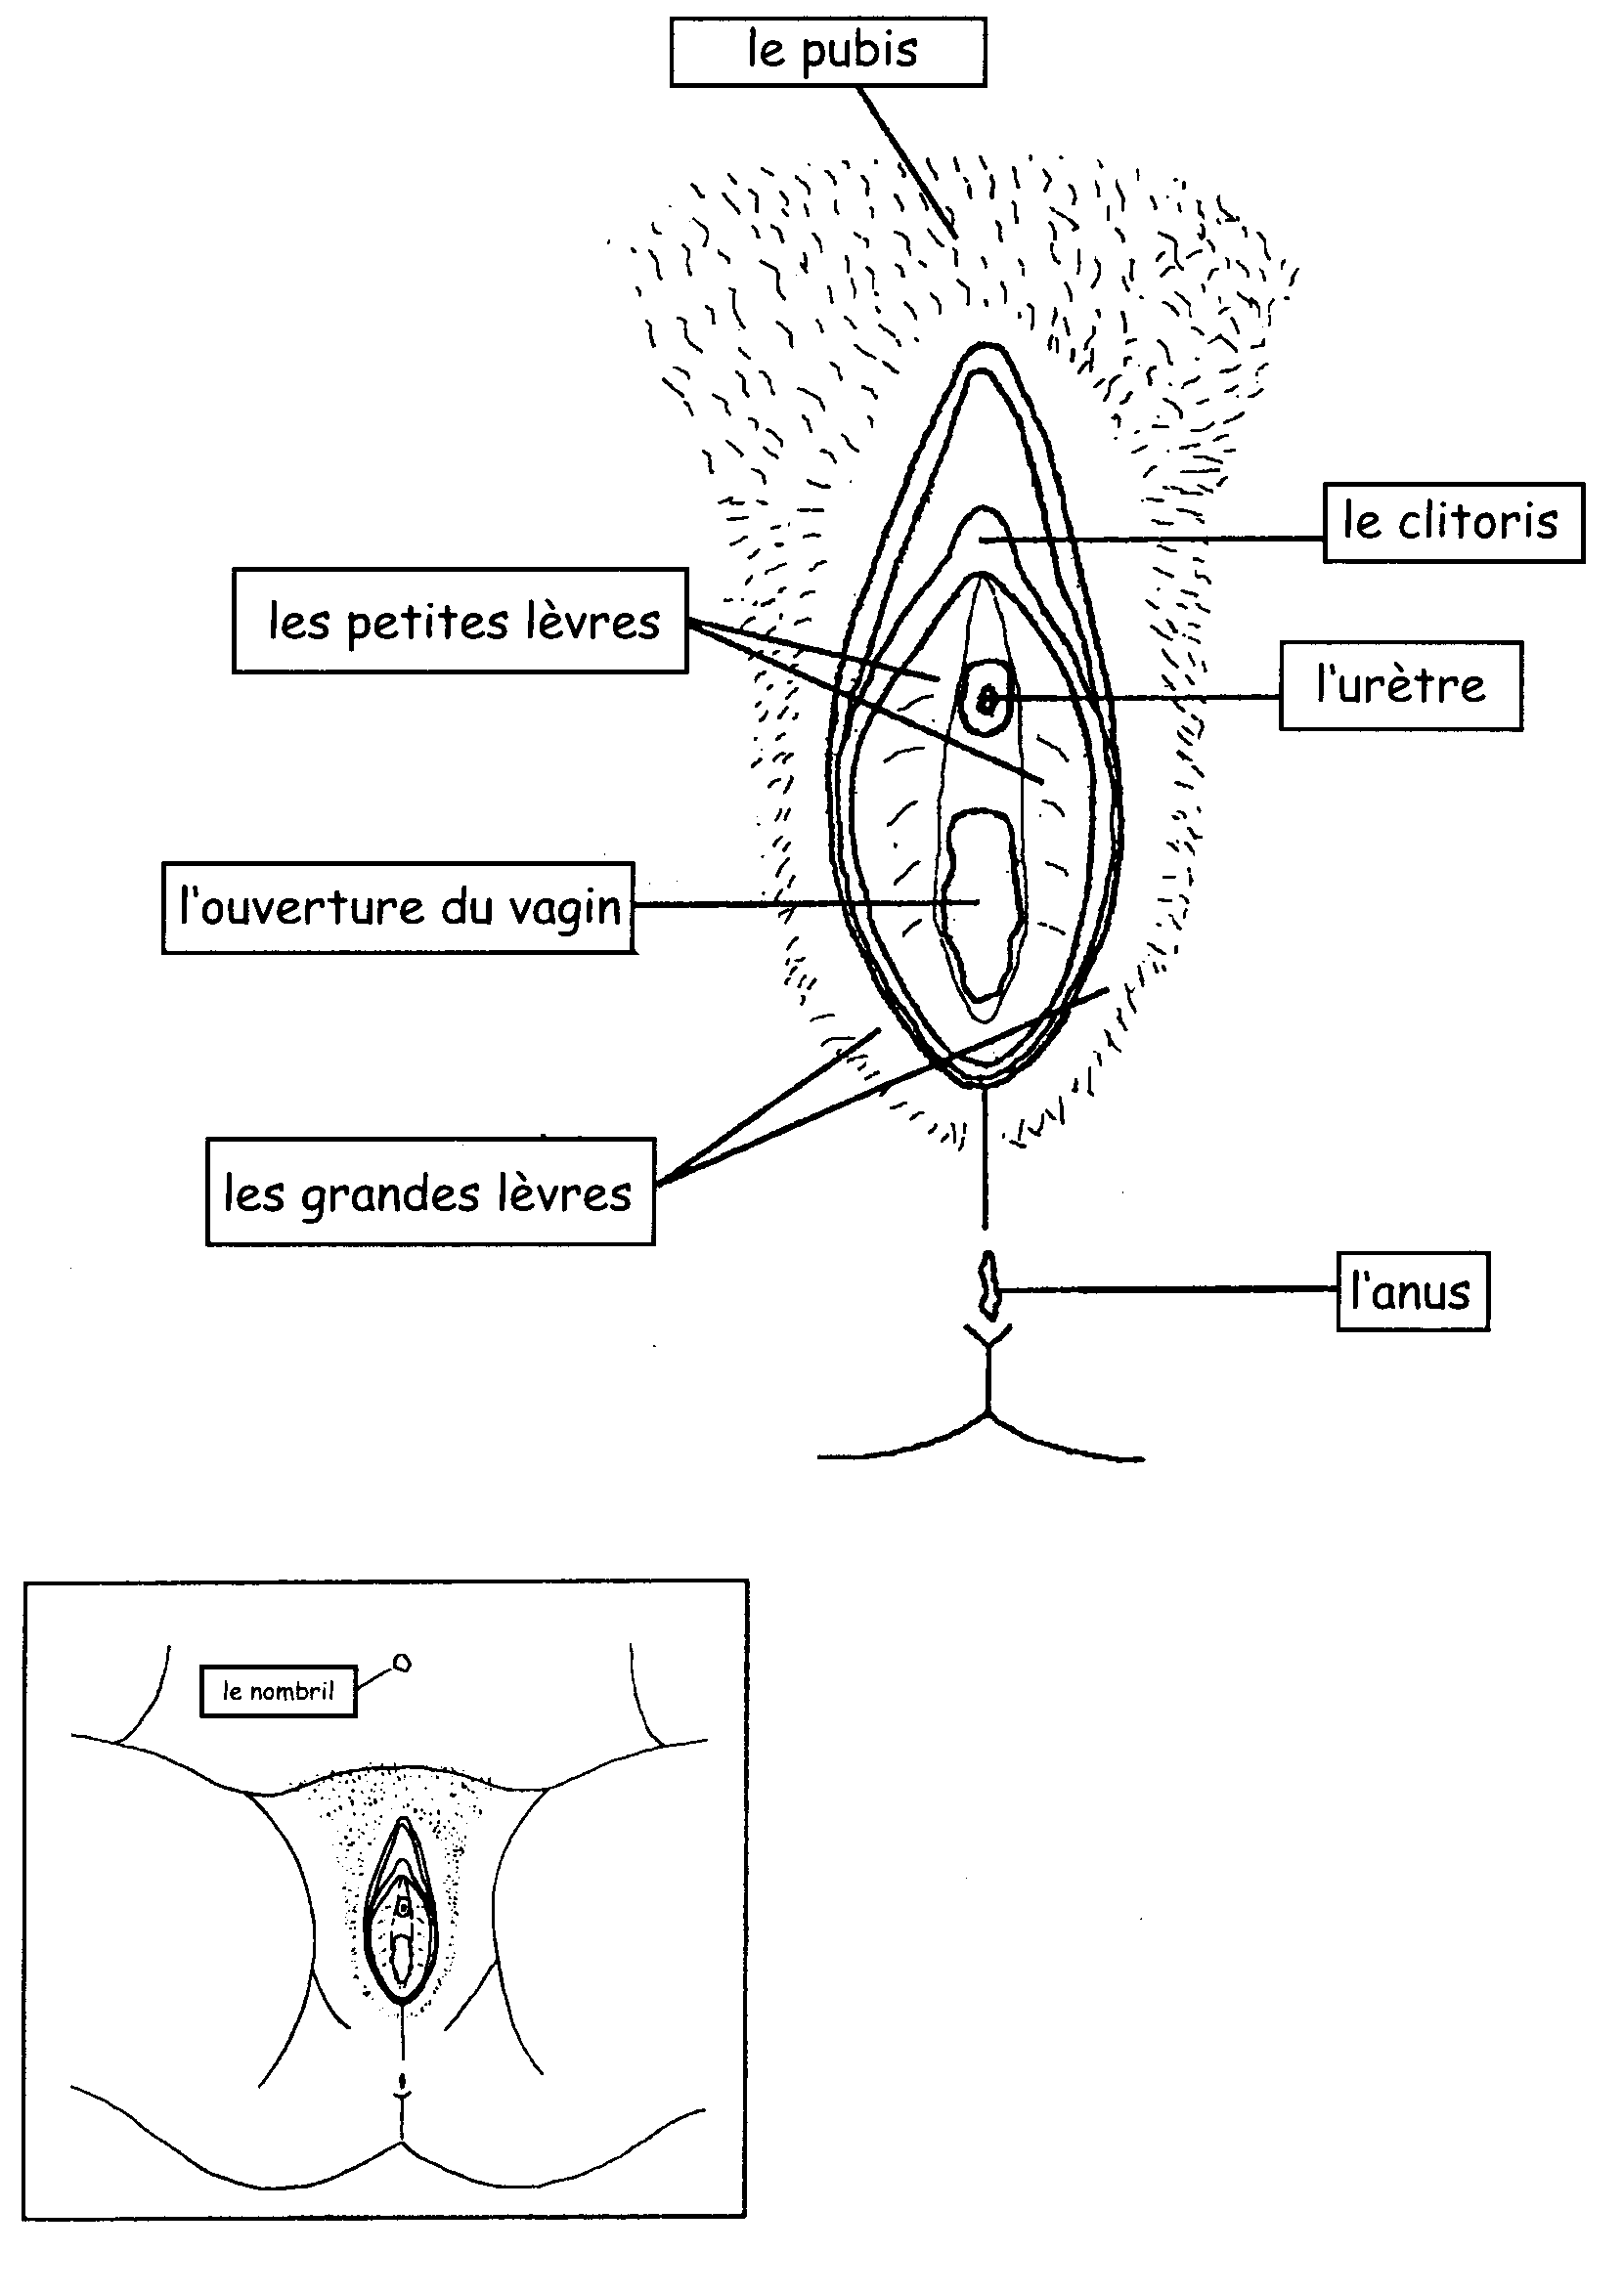 le pubis
le clitoris
les petites lèvres
l'urètre
l'ouverture du vagin
les grandes lèvres
l'anus
le nombril